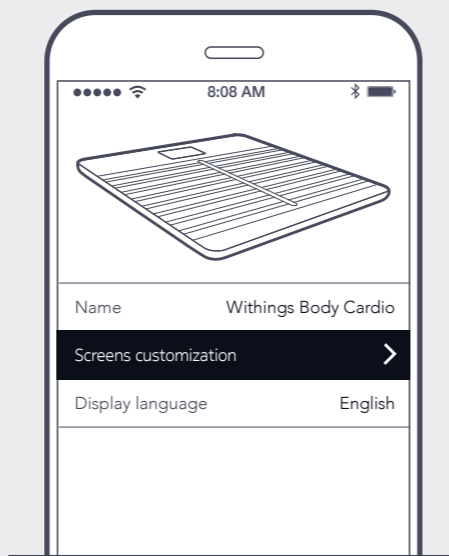 8:08 AM
Name Withings Body Cardio
Screens customization
Display language English